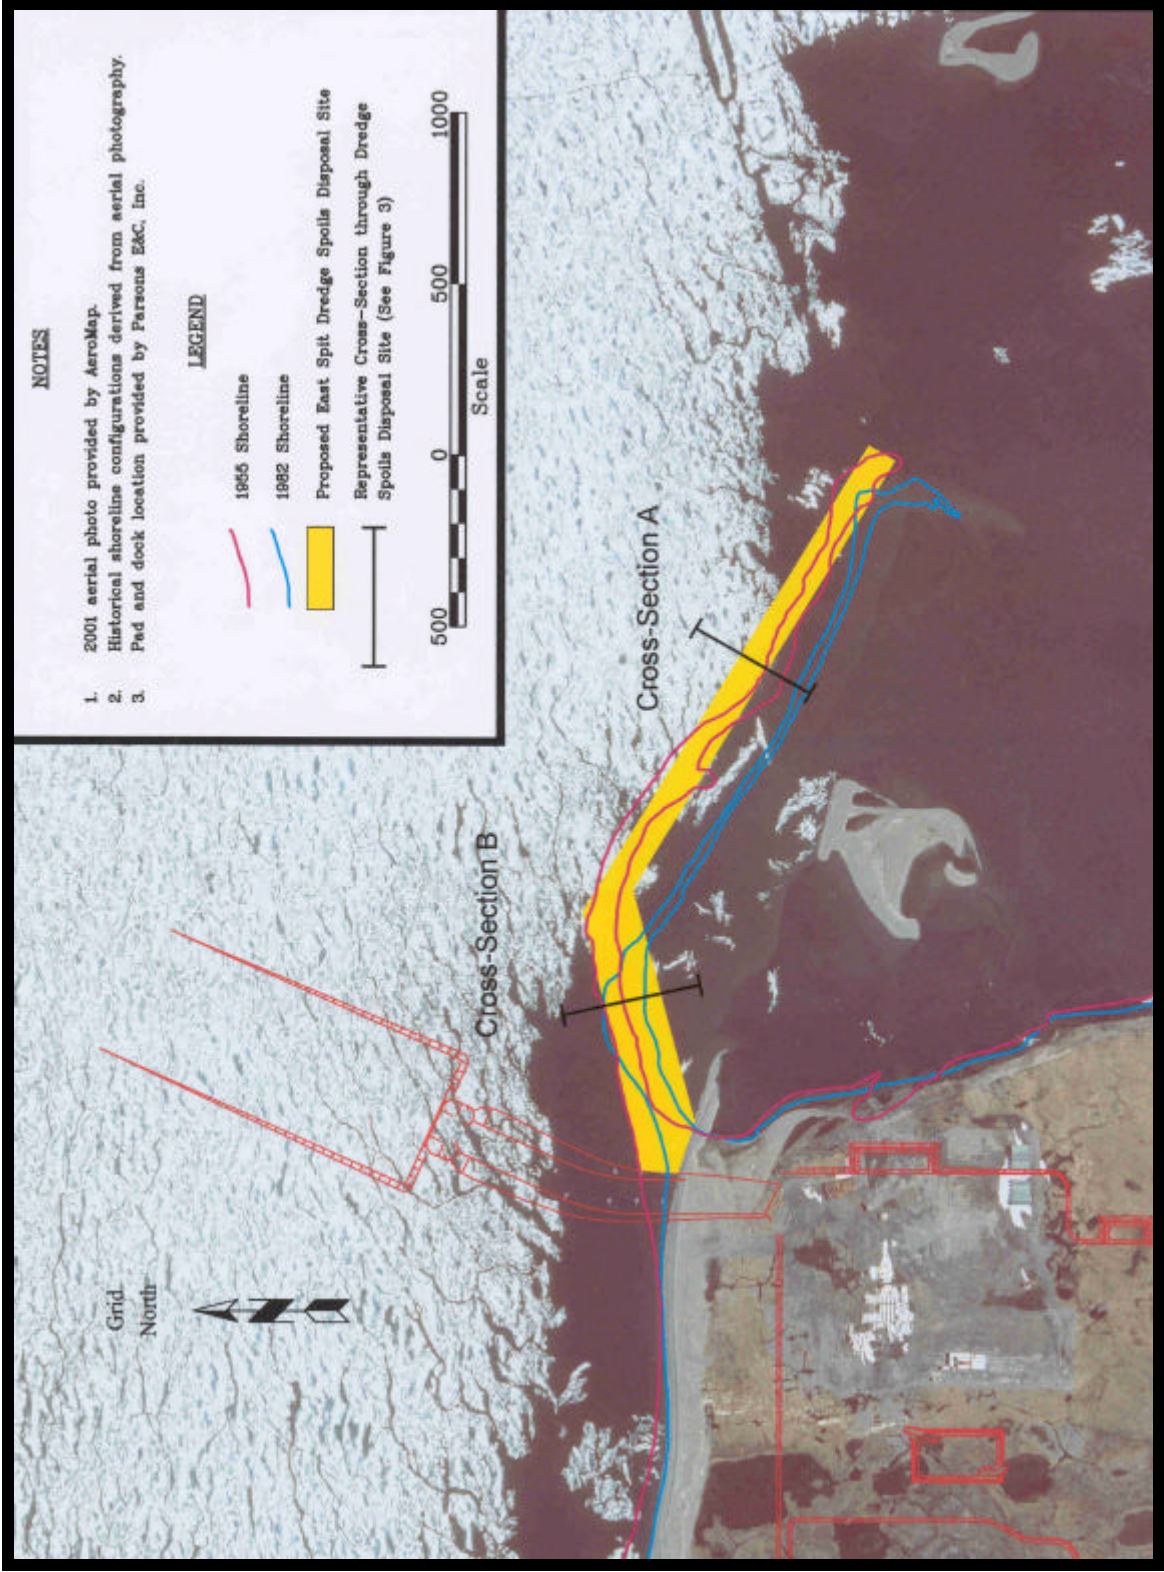 NOTES
1. 2001 aerial photo provided by AeroMap.
2. Historical shoreline configurations derived from aerial photography.
3. Pad and dock location provided by Parsons E&C, Inc.
LEGEND
1955 Shoreline
1982 Shoreline
Proposed East Spit Dredge Spoils Disposal Site
Representative Cross-Section through Dredge
Spoils Disposal Site (See Figure 3)
500 0 500 1000
Scale
Cross-Section A
Cross-Section B
Grid
North
N